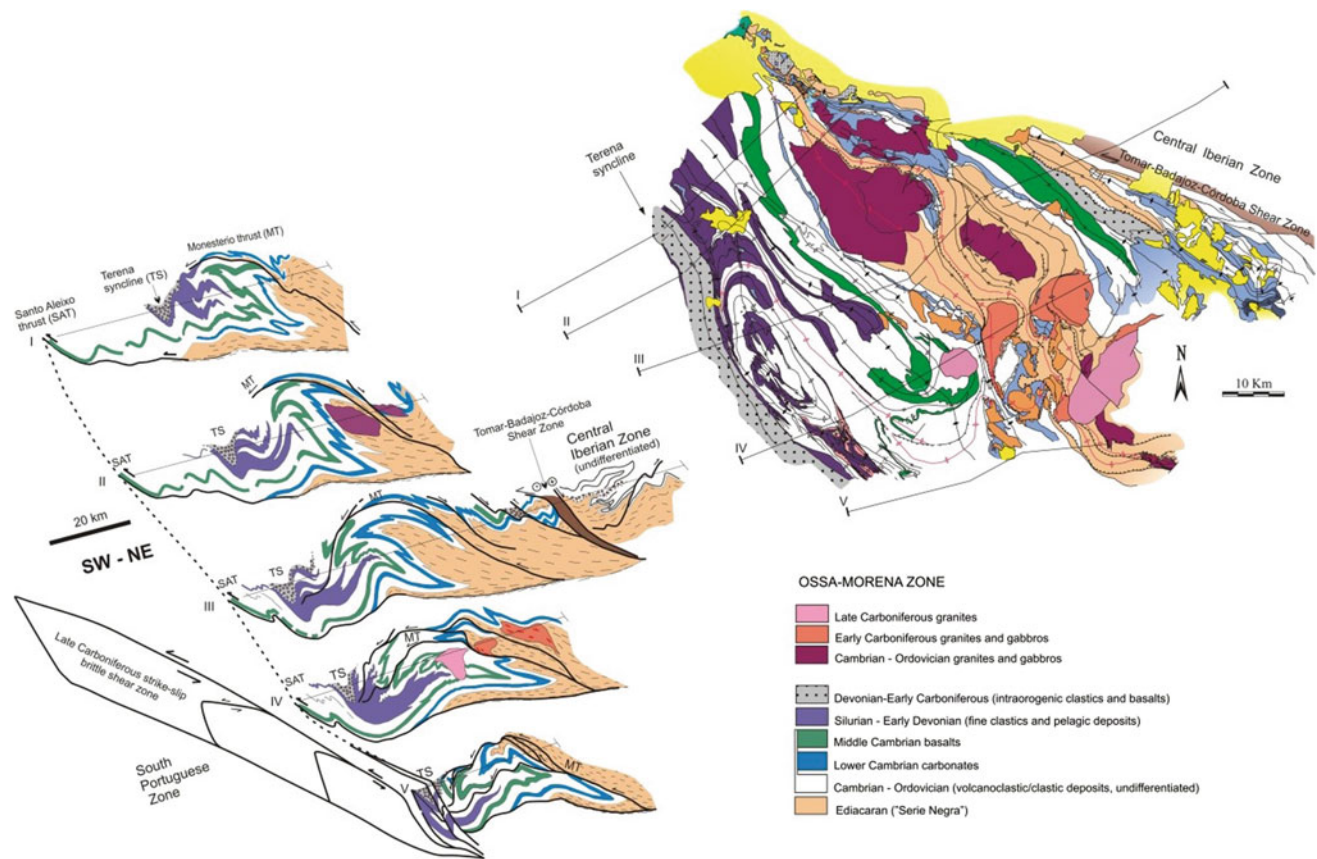 Terena
syncline
Central Iberian Zone
Tomar-Badajoz-Córdoba Shear Zone
I
II
III
IV
V
N
10 Km
Monesterio thrust (MT)
Terena
syncline (TS)
Santo Aleixo
thrust (SAT)
I
MT
TS
SAT
II
Tomar-Badajoz-Córdoba
Shear Zone
Central
Iberian Zone
(undifferentiated)
20 km
SW - NE
MT
TS
SAT
III
MT
TS
SAT
IV
TS
V
MT
Late Carboniferous strike-slip
brittle shear zone
South
Portuguese
Zone
OSSA-MORENA ZONE
Late Carboniferous granites
Early Carboniferous granites and gabbros
Cambrian - Ordovician granites and gabbros
Devonian-Early Carboniferous (intraorogenic clastics and basalts)
Silurian - Early Devonian (fine clastics and pelagic deposits)
Middle Cambrian basalts
Lower Cambrian carbonates
Cambrian - Ordovician (volcanoclastic/clastic deposits, undifferentiated)
Ediacaran ("Serie Negra")